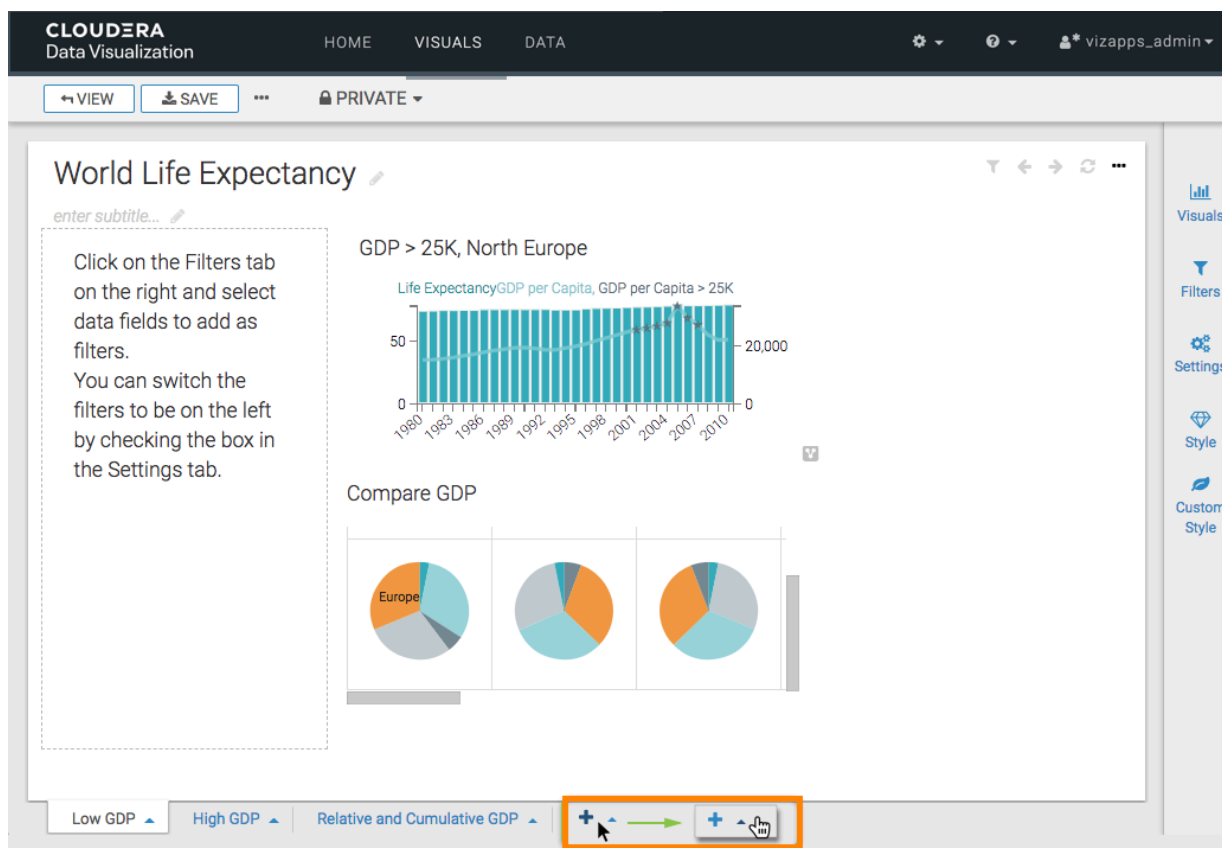 CLOUDERA
Data Visualization
HOME VISUALS DATA
vizapps_admin
VIEW SAVE PRIVATE
World Life Expectancy
enter subtitle...
Click on the Filters tab
on the right and select
data fields to add as
filters.
You can switch the
filters to be on the left
by checking the box in
the Settings tab.
GDP > 25K, North Europe
Life ExpectancyGDP per Capita, GDP per Capita > 25K
50
0
20,000
0
1980 1983 1986 1989 1992 1995 1998 2001 2004 2007 2010
Compare GDP
Europe
Visuals
Filters
Settings
Style
Custom
Style
Low GDP High GDP Relative and Cumulative GDP